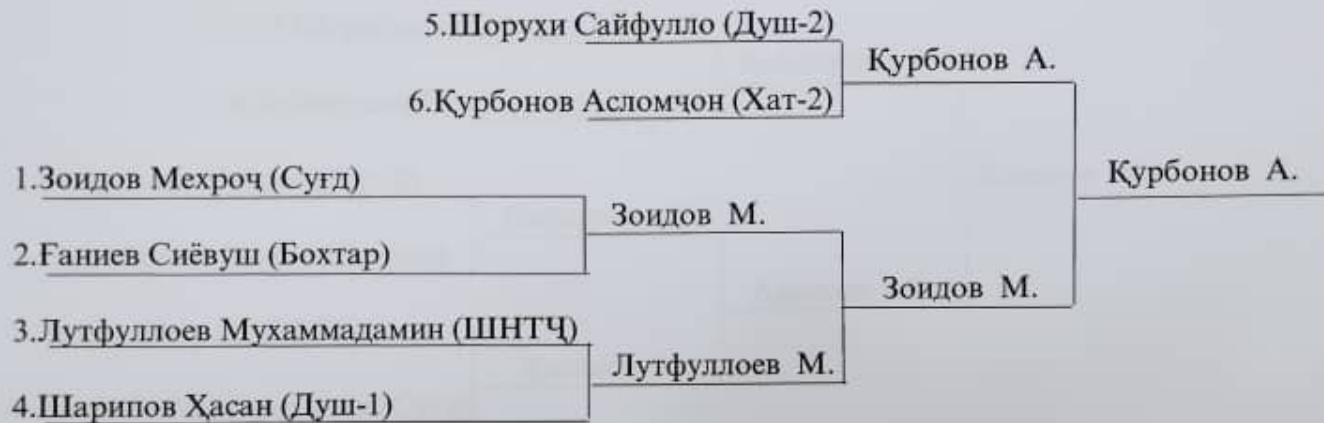 5.Шорухи Сайфулло (Душ-2)
Қурбонов А.
6.Қурбонов Асломҷон (Хат-2)
1.Зоидов Мехроҷ (Суғд)
Қурбонов А.
Зоидов М.
2.Ғаниев Сиёвуш (Бохтар)
Зоидов М.
3.Лутфуллоев Мухаммадамин (ШНТҶ)
Лутфуллоев М.
4.Шарипов Ҳасан (Душ-1)